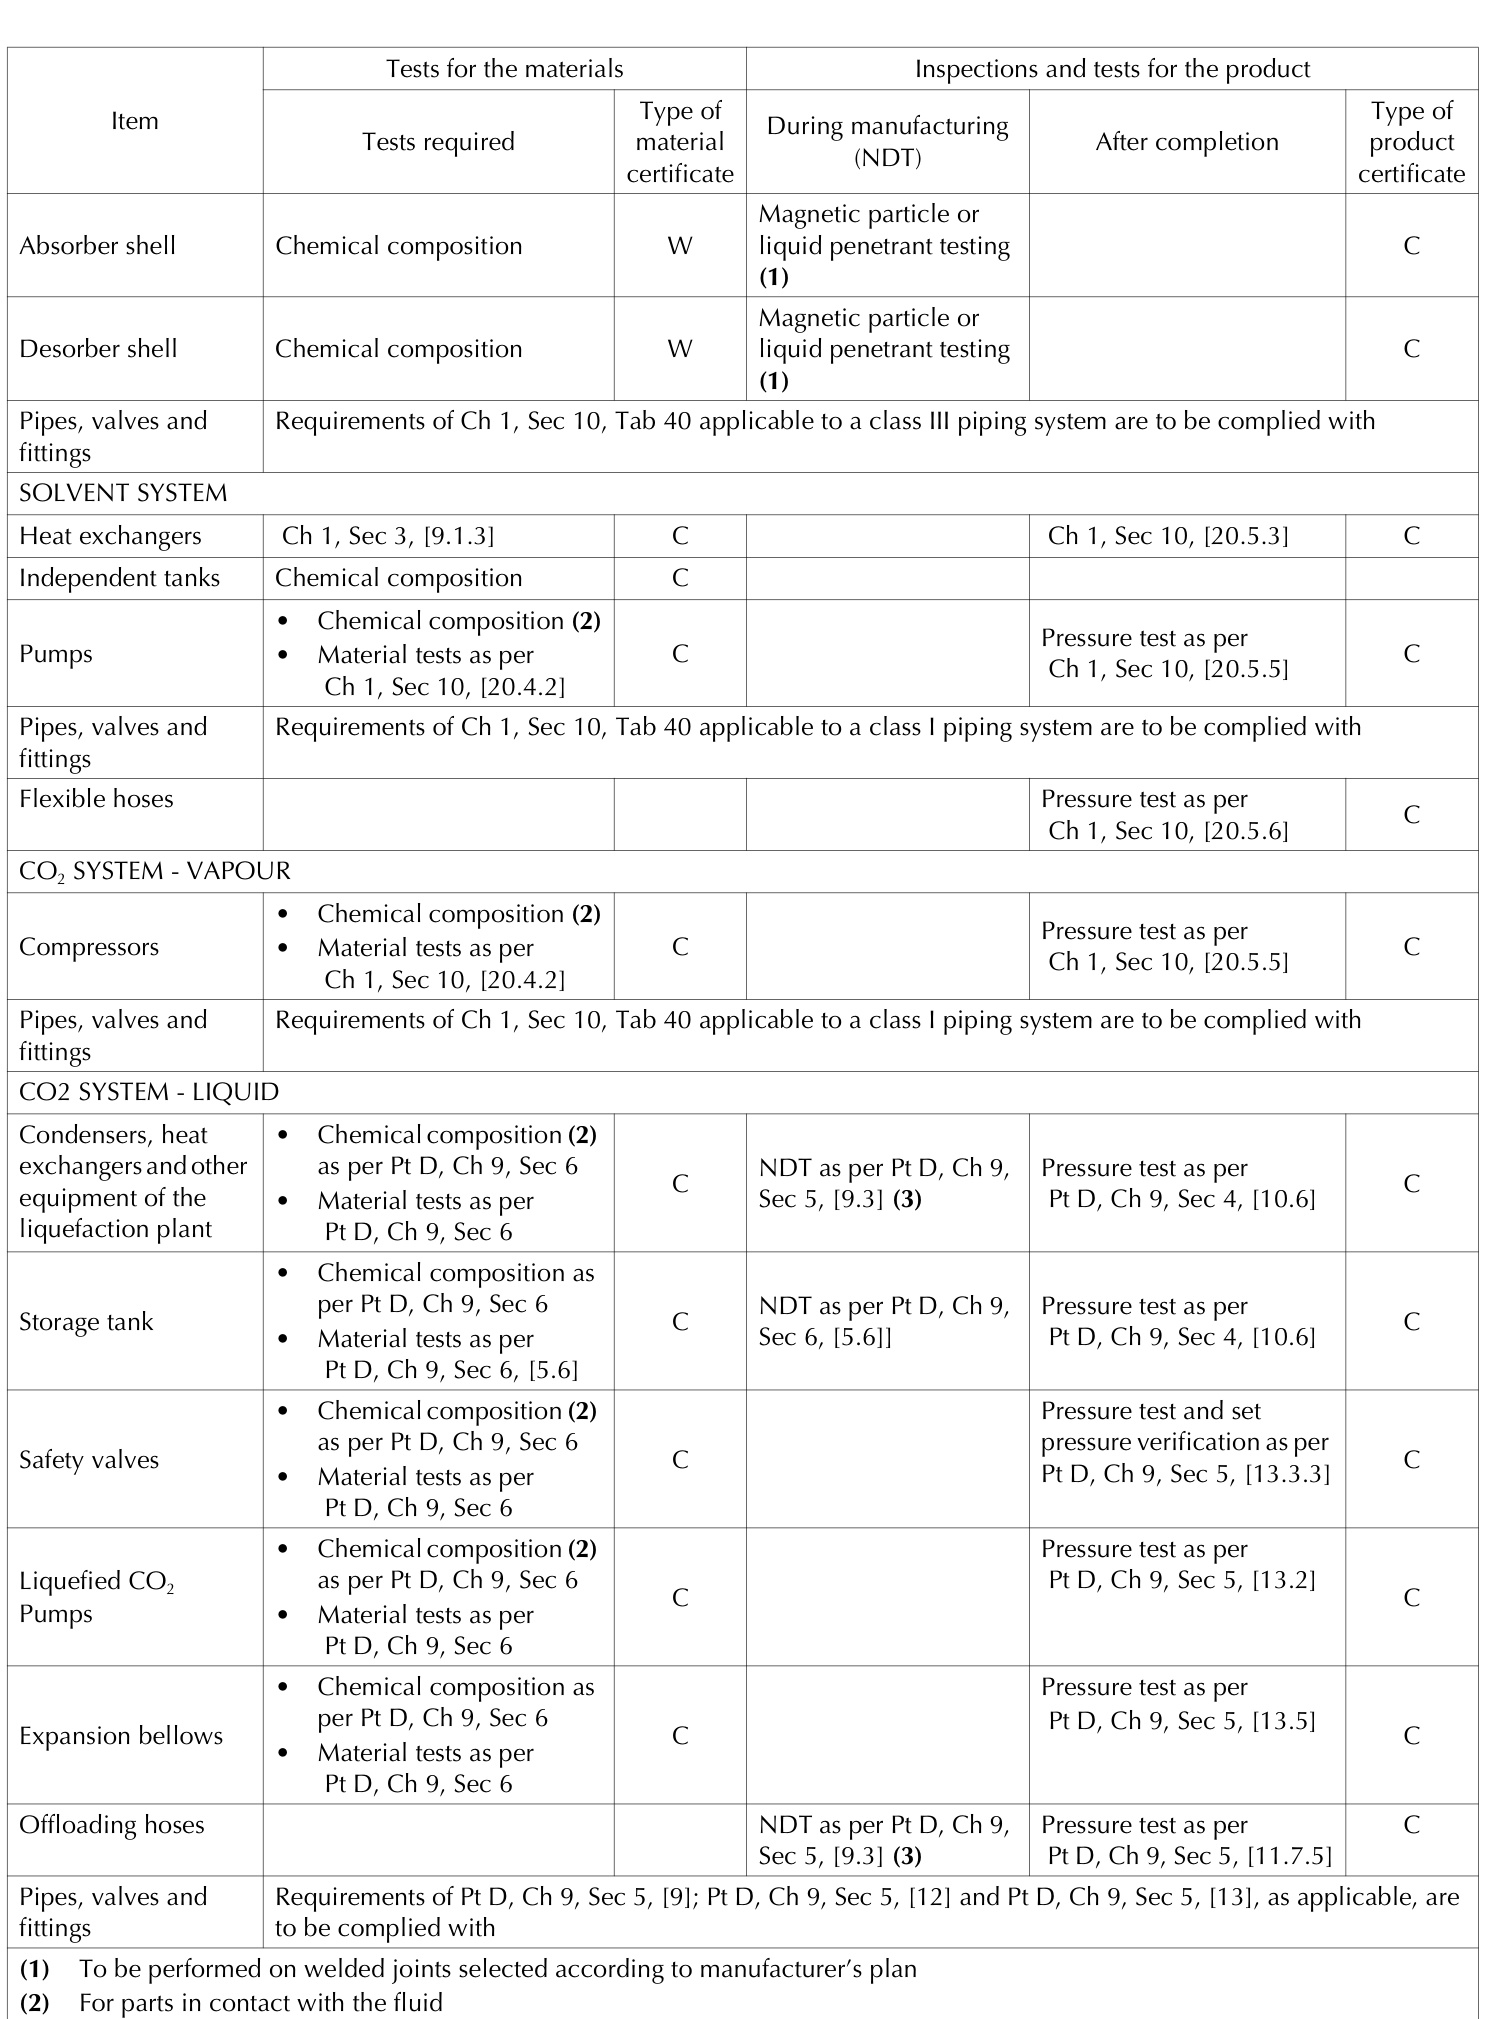 Item
Tests for the materials
Inspections and tests for the product
Tests required
Type of
material
certificate
During manufacturing
(NDT)
After completion
Type of
product
certificate
Absorber shell
Chemical composition
W
Magnetic particle or
liquid penetrant testing
(1)
C
Desorber shell
Chemical composition
W
Magnetic particle or
liquid penetrant testing
(1)
C
Pipes, valves and
fittings
Requirements of Ch 1, Sec 10, Tab 40 applicable to a class III piping system are to be complied with
SOLVENT SYSTEM
Heat exchangers
Ch 1, Sec 3, [9.1.3]
C
Ch 1, Sec 10, [20.5.3]
C
Independent tanks
Chemical composition
C
Pumps
• Chemical composition (2)
• Material tests as per
Ch 1, Sec 10, [20.4.2]
C
Pressure test as per
Ch 1, Sec 10, [20.5.5]
C
Pipes, valves and
fittings
Requirements of Ch 1, Sec 10, Tab 40 applicable to a class I piping system are to be complied with
Flexible hoses
Pressure test as per
Ch 1, Sec 10, [20.5.6]
C
CO₂ SYSTEM - VAPOUR
Compressors
• Chemical composition (2)
• Material tests as per
Ch 1, Sec 10, [20.4.2]
C
Pressure test as per
Ch 1, Sec 10, [20.5.5]
C
Pipes, valves and
fittings
Requirements of Ch 1, Sec 10, Tab 40 applicable to a class I piping system are to be complied with
CO2 SYSTEM - LIQUID
Condensers, heat
exchangers and other
equipment of the
liquefaction plant
• Chemical composition (2)
as per Pt D, Ch 9, Sec 6
• Material tests as per
Pt D, Ch 9, Sec 6
C
NDT as per Pt D, Ch 9,
Sec 5, [9.3] (3)
Pressure test as per
Pt D, Ch 9, Sec 4, [10.6]
C
Storage tank
• Chemical composition as
per Pt D, Ch 9, Sec 6
• Material tests as per
Pt D, Ch 9, Sec 6, [5.6]
C
NDT as per Pt D, Ch 9,
Sec 6, [5.6]]
Pressure test as per
Pt D, Ch 9, Sec 4, [10.6]
C
Safety valves
• Chemical composition (2)
as per Pt D, Ch 9, Sec 6
• Material tests as per
Pt D, Ch 9, Sec 6
C
Pressure test and set
pressure verification as per
Pt D, Ch 9, Sec 5, [13.3.3]
C
Liquefied CO₂
Pumps
• Chemical composition (2)
as per Pt D, Ch 9, Sec 6
• Material tests as per
Pt D, Ch 9, Sec 6
C
Pressure test as per
Pt D, Ch 9, Sec 5, [13.2]
C
Expansion bellows
• Chemical composition as
per Pt D, Ch 9, Sec 6
• Material tests as per
Pt D, Ch 9, Sec 6
C
Pressure test as per
Pt D, Ch 9, Sec 5, [13.5]
C
Offloading hoses
NDT as per Pt D, Ch 9,
Sec 5, [9.3] (3)
Pressure test as per
Pt D, Ch 9, Sec 5, [11.7.5]
C
Pipes, valves and
fittings
Requirements of Pt D, Ch 9, Sec 5, [9]; Pt D, Ch 9, Sec 5, [12] and Pt D, Ch 9, Sec 5, [13], as applicable, are
to be complied with
(1) To be performed on welded joints selected according to manufacturer’s plan
(2) For parts in contact with the fluid